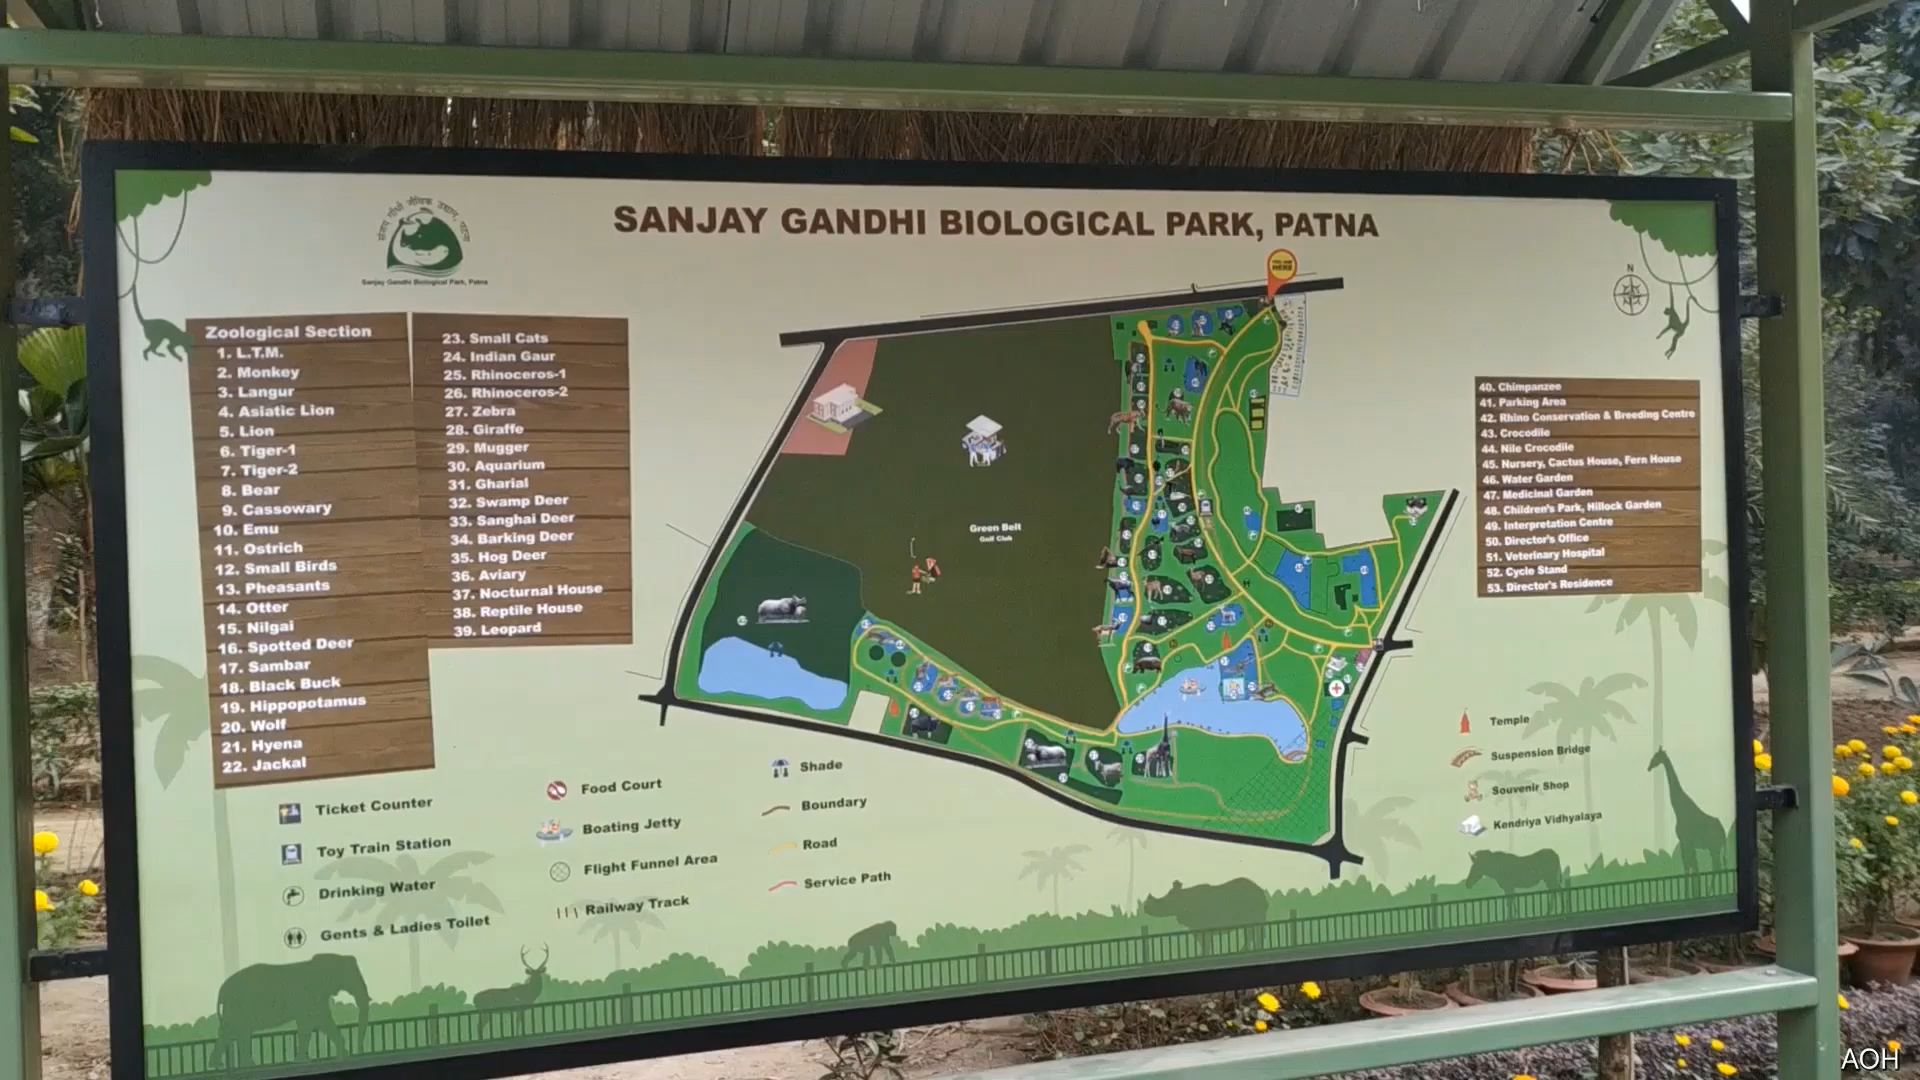 संजय गाँधी जैविक उद्यान, पटना
Sanjay Gandhi Biological Park, Patna
SANJAY GANDHI BIOLOGICAL PARK, PATNA
YOU ARE
HERE
N
Zoological Section
1. L.T.M.
2. Monkey
3. Langur
4. Asiatic Lion
5. Lion
6. Tiger-1
7. Tiger-2
8. Bear
9. Cassowary
10. Emu
11. Ostrich
12. Small Birds
13. Pheasants
14. Otter
15. Nilgai
16. Spotted Deer
17. Sambar
18. Black Buck
19. Hippopotamus
20. Wolf
21. Hyena
22. Jackal
23. Small Cats
24. Indian Gaur
25. Rhinoceros-1
26. Rhinoceros-2
27. Zebra
28. Giraffe
29. Mugger
30. Aquarium
31. Gharial
32. Swamp Deer
33. Sanghai Deer
34. Barking Deer
35. Hog Deer
36. Aviary
37. Nocturnal House
38. Reptile House
39. Leopard
Green Belt
Golf Club
40. Chimpanzee
41. Parking Area
42. Rhino Conservation & Breeding Centre
43. Crocodile
44. Nile Crocodile
45. Nursery, Cactus House, Fern House
46. Water Garden
47. Medicinal Garden
48. Children's Park, Hillock Garden
49. Interpretation Centre
50. Director's Office
51. Veterinary Hospital
52. Cycle Stand
53. Director's Residence
Ticket Counter
Toy Train Station
Drinking Water
Gents & Ladies Toilet
Food Court
Boating Jetty
Flight Funnel Area
Railway Track
Shade
Boundary
Road
Service Path
Temple
Suspension Bridge
Souvenir Shop
Kendriya Vidhyalaya
AOH